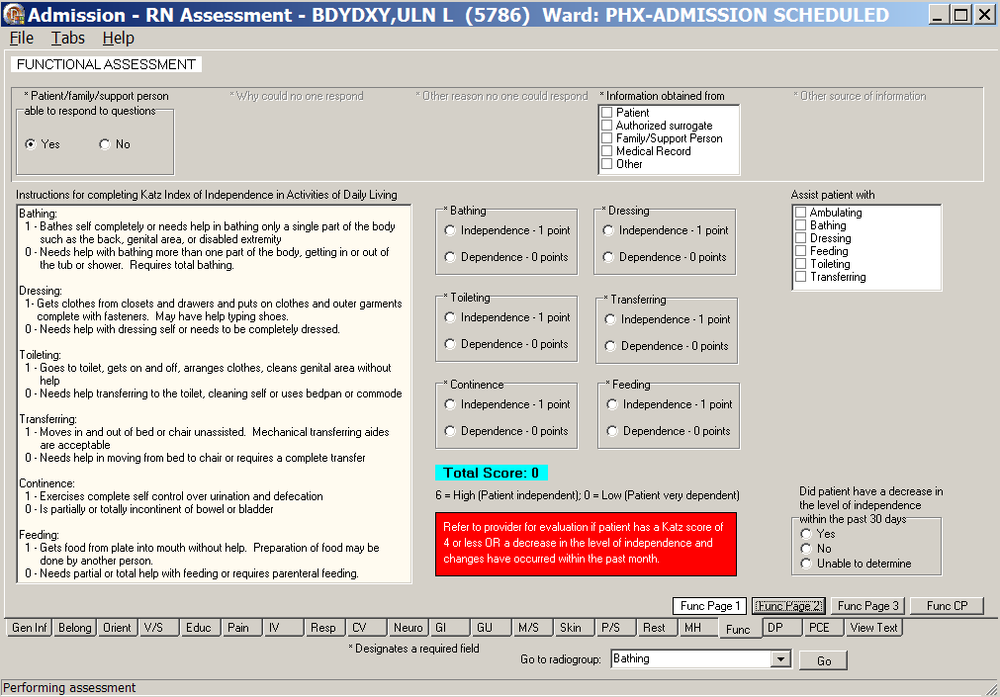 Admission - RN Assessment - BDYDXY,ULN L (5786) Ward: PHX-ADMISSION SCHEDULED
File Tabs Help
FUNCTIONAL ASSESSMENT
* Patient/family/support person
able to respond to questions
Yes No
* Why could no one respond
* Other reason no one could respond
* Information obtained from
Patient
Authorized surrogate
Family/Support Person
Medical Record
Other
* Other source of information
Instructions for completing Katz Index of Independence in Activities of Daily Living
Bathing:
1 - Bathes self completely or needs help in bathing only a single part of the body
such as the back, genital area, or disabled extremity
0 - Needs help with bathing more than one part of the body, getting in or out of
the tub or shower. Requires total bathing.
Dressing:
1- Gets clothes from closets and drawers and puts on clothes and outer garments
complete with fasteners. May have help typing shoes.
0 - Needs help with dressing self or needs to be completely dressed.
Toileting:
1 - Goes to toilet, gets on and off, arranges clothes, cleans genital area without
help
0 - Needs help transferring to the toilet, cleaning self or uses bedpan or commode
Transferring:
1 - Moves in and out of bed or chair unassisted. Mechanical transferring aides
are acceptable
0 - Needs help in moving from bed to chair or requires a complete transfer
Continence:
1 - Exercises complete self control over urination and defecation
0 - Is partially or totally incontinent of bowel or bladder
Feeding:
1 - Gets food from plate into mouth without help. Preparation of food may be
done by another person.
0 - Needs partial or total help with feeding or requires parenteral feeding.
* Bathing
Independence - 1 point
Dependence - 0 points
* Dressing
Independence - 1 point
Dependence - 0 points
* Toileting
Independence - 1 point
Dependence - 0 points
* Transferring
Independence - 1 point
Dependence - 0 points
* Continence
Independence - 1 point
Dependence - 0 points
* Feeding
Independence - 1 point
Dependence - 0 points
Total Score: 0
6 = High (Patient independent); 0 = Low (Patient very dependent)
Refer to provider for evaluation if patient has a Katz score of
4 or less OR a decrease in the level of independence and
changes have occurred within the past month.
Assist patient with
Ambulating
Bathing
Dressing
Feeding
Toileting
Transferring
Did patient have a decrease in
the level of independence
within the past 30 days
Yes
No
Unable to determine
Func Page 1 Func Page 2 Func Page 3 Func CP
Gen Inf Belong Orient V/S Educ Pain IV Resp CV Neuro GI GU M/S Skin P/S Rest MH Func DP PCE View Text
* Designates a required field
Go to radiogroup: Bathing Go
Performing assessment